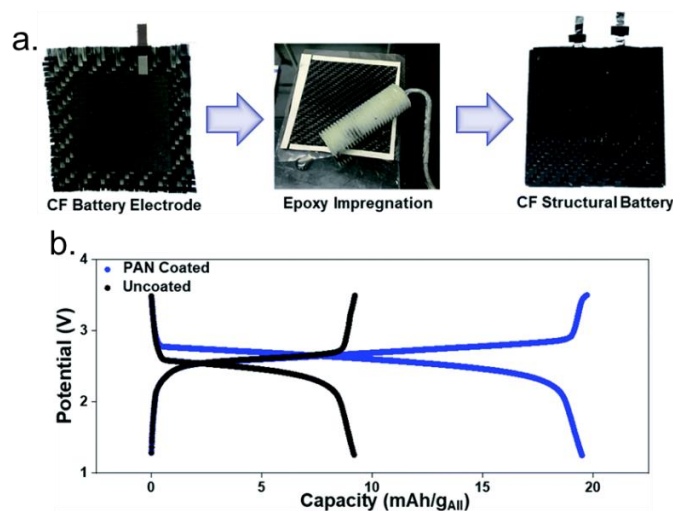 a.
CF Battery Electrode
Epoxy Impregnation
CF Structural Battery
b.
PAN Coated
Uncoated
Potential (V)
4
3
2
1
0
5
10
15
20
Capacity (mAh/gAll)